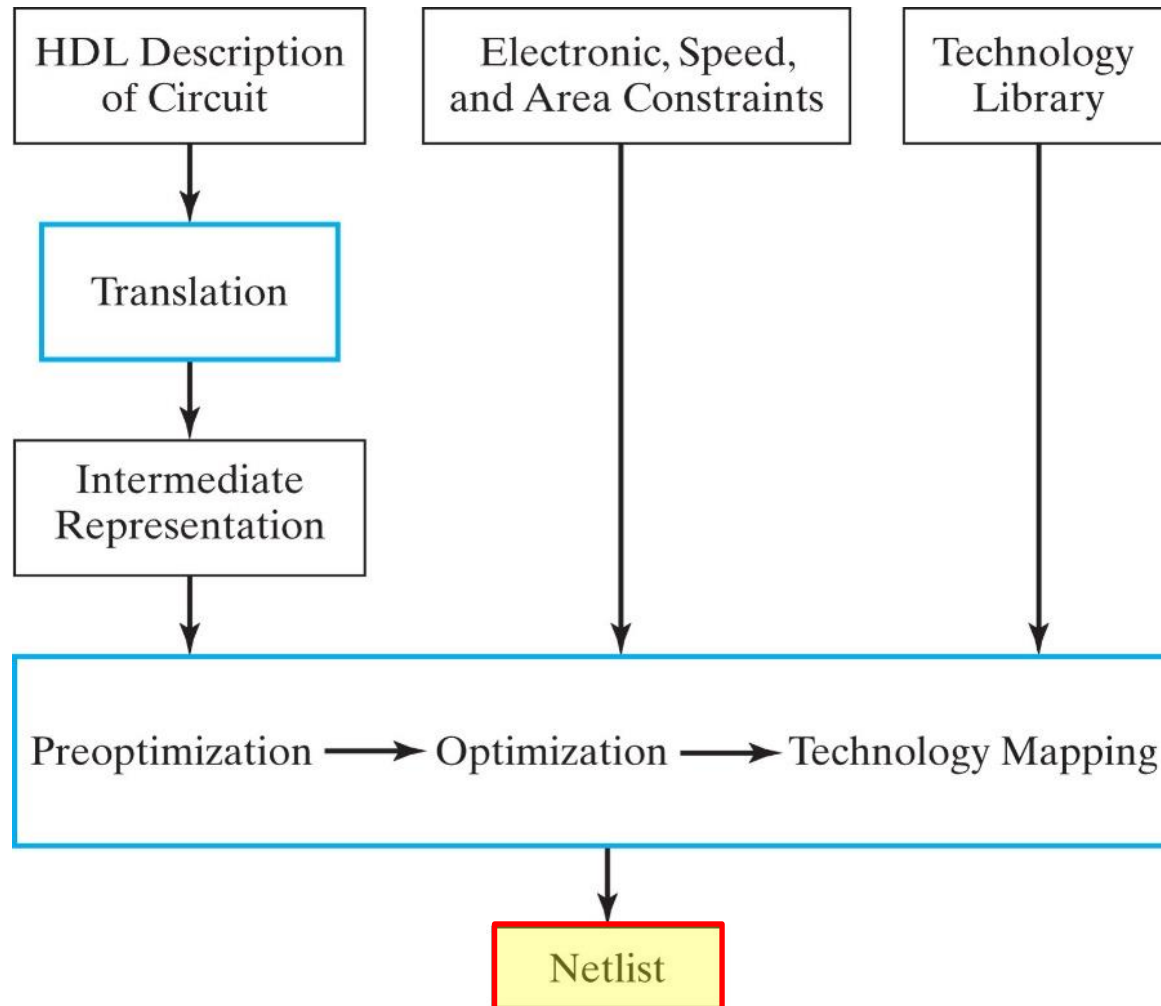 HDL Description
of Circuit
Electronic, Speed,
and Area Constraints
Technology
Library
Translation
Intermediate
Representation
Preoptimization
Optimization
Technology Mapping
Netlist